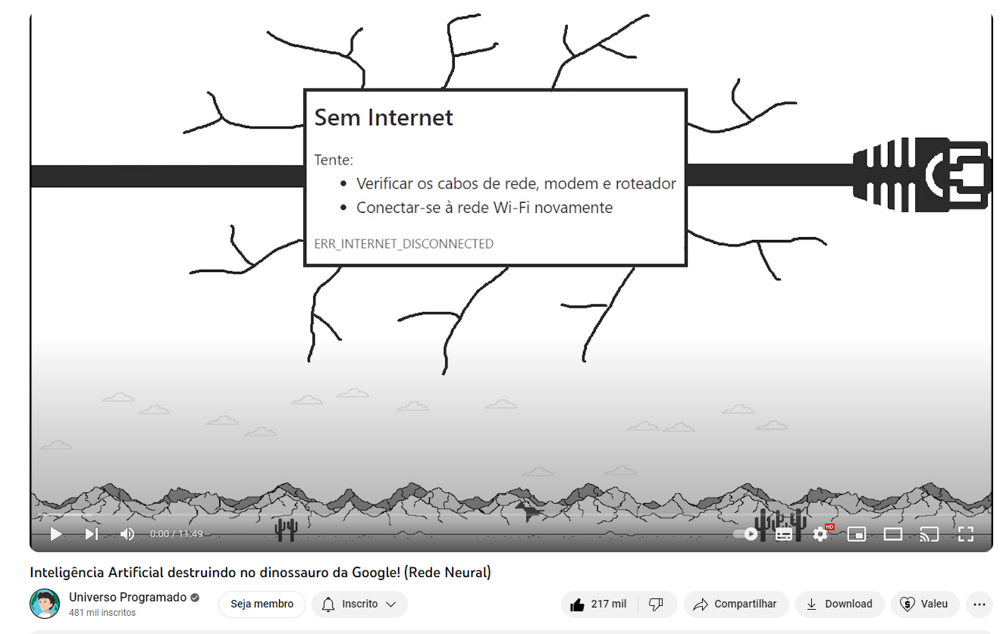 Sem Internet
Tente:
• Verificar os cabos de rede, modem e roteador
• Conectar-se à rede Wi-Fi novamente
ERR_INTERNET_DISCONNECTED
0:00 / 11:49
HD
Inteligência Artificial destruindo no dinossauro da Google! (Rede Neural)
Universo Programado
481 mil inscritos
Seja membro
Inscrito
217 mil
Compartilhar
Download
$
Valeu